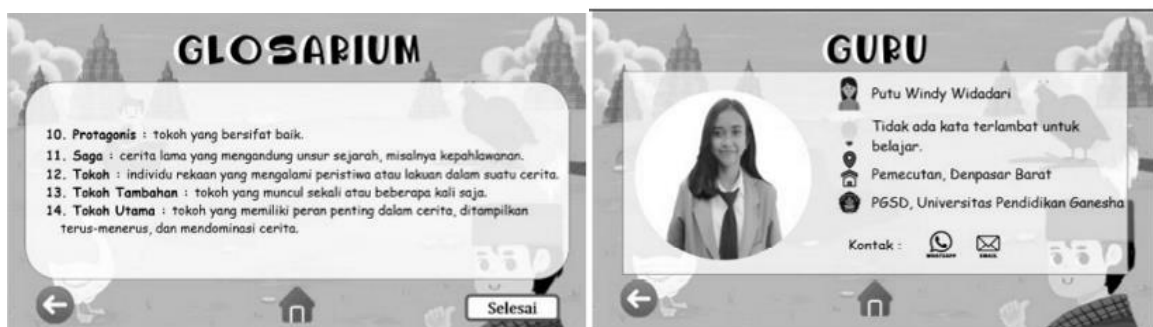 GLOSARIUM
10. Protagonis : tokoh yang bersifat baik.
11. Saga : cerita lama yang mengandung unsur sejarah, misalnya kepahlawanan.
12. Tokoh : individu rekaan yang mengalami peristiwa atau lakuan dalam suatu cerita.
13. Tokoh Tambahan : tokoh yang muncul sekali atau beberapa kali saja.
14. Tokoh Utama : tokoh yang memiliki peran penting dalam cerita, ditampilkan
terus-menerus, dan mendominasi cerita.
Selesai
GURU
Putu Windy Widadari
Tidak ada kata terlambat untuk
belajar.
Pemecutan, Denpasar Barat
PGSD, Universitas Pendidikan Ganesha
Kontak :
WHATSAPP
EMAIL